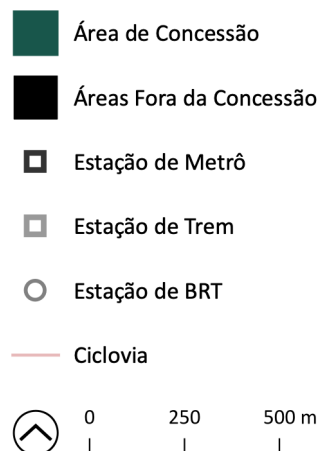 Área de Concessão
Áreas Fora da Concessão
Estação de Metrô
Estação de Trem
Estação de BRT
Ciclovia
0 250 500 m